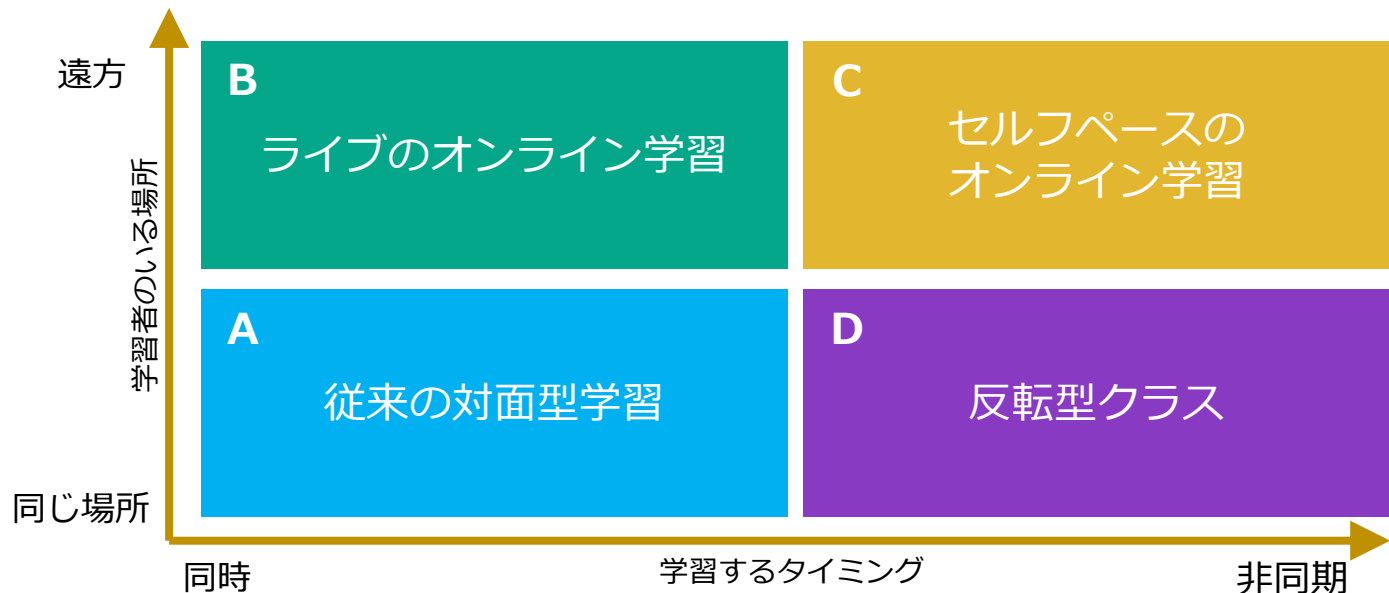 遠方
学習者のいる場所
同じ場所
B
ライブのオンライン学習
C
セルフペースの
オンライン学習
A
従来の対面型学習
D
反転型クラス
同時
学習するタイミング
非同期